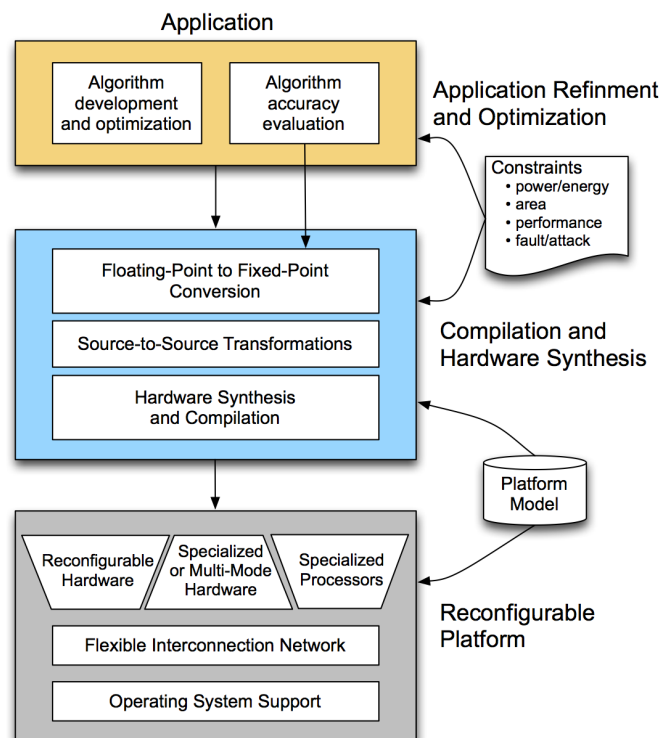 Application
Algorithm
development
and optimization
Algorithm
accuracy
evaluation
Application Refinment
and Optimization
Constraints
• power/energy
• area
• performance
• fault/attack
Floating-Point to Fixed-Point
Conversion
Source-to-Source Transformations
Hardware Synthesis
and Compilation
Compilation and
Hardware Synthesis
Platform
Model
Reconfigurable
Hardware
Specialized
or Multi-Mode
Hardware
Specialized
Processors
Flexible Interconnection Network
Operating System Support
Reconfigurable
Platform